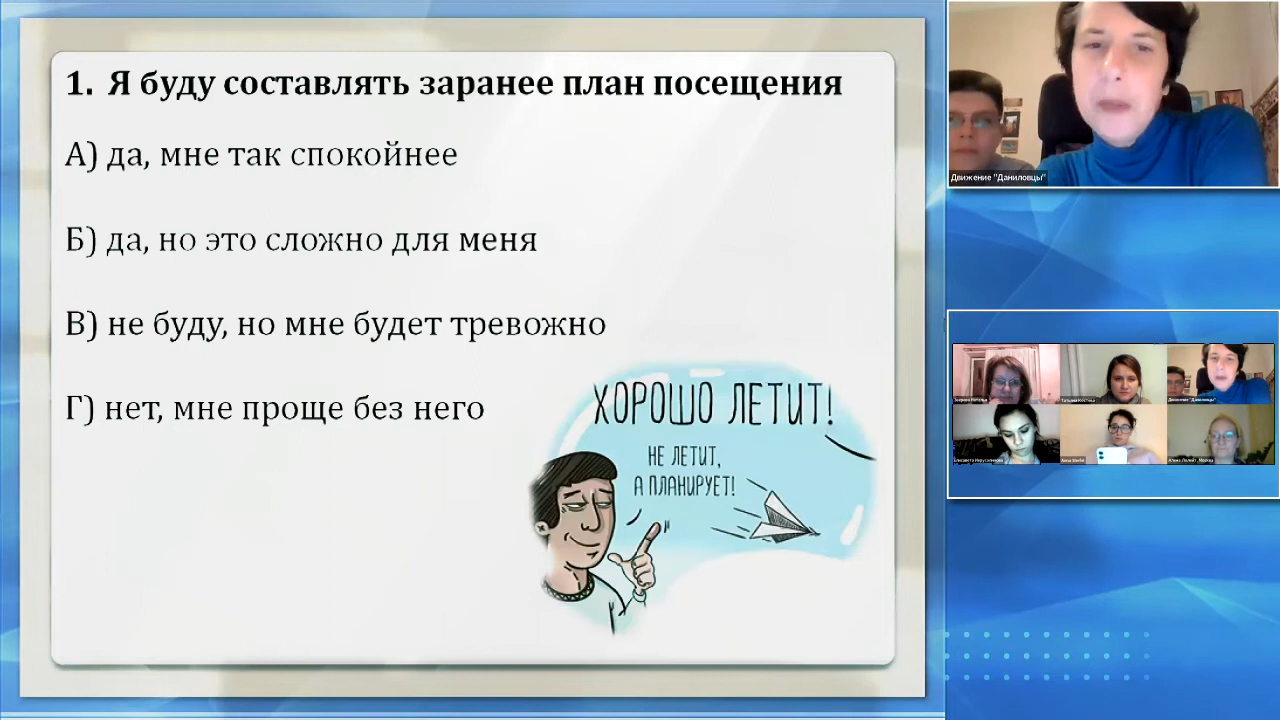 1. Я буду составлять заранее план посещения
А) да, мне так спокойнее
Б) да, но это сложно для меня
В) не буду, но мне будет тревожно
Г) нет, мне проще без него
ХОРОШО ЛЕТИТ!
НЕ ЛЕТИТ,
А ПЛАНИРУЕТ!
Движение "Даниловцы"
Движение "Даниловцы"